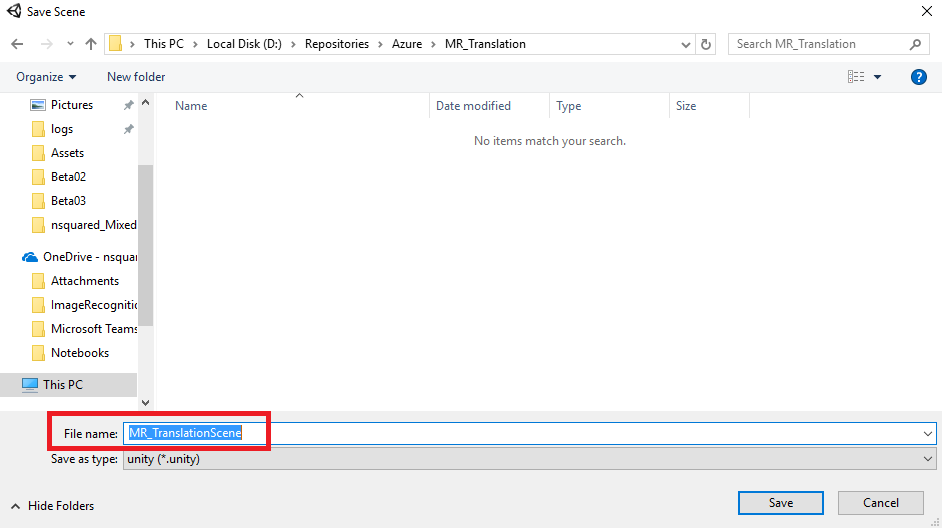 Save Scene
This PC > Local Disk (D:) > Repositories > Azure > MR_Translation
Search MR_Translation
Organize
New folder
Pictures
logs
Assets
Beta02
Beta03
nsquared_Mixed
OneDrive - nsquar
Attachments
ImageRecognitic
Microsoft Teams
Notebooks
This PC
Name
Date modified
Type
Size
No items match your search.
File name: MR_TranslationScene
Save as type: unity (*.unity)
Hide Folders
Save
Cancel